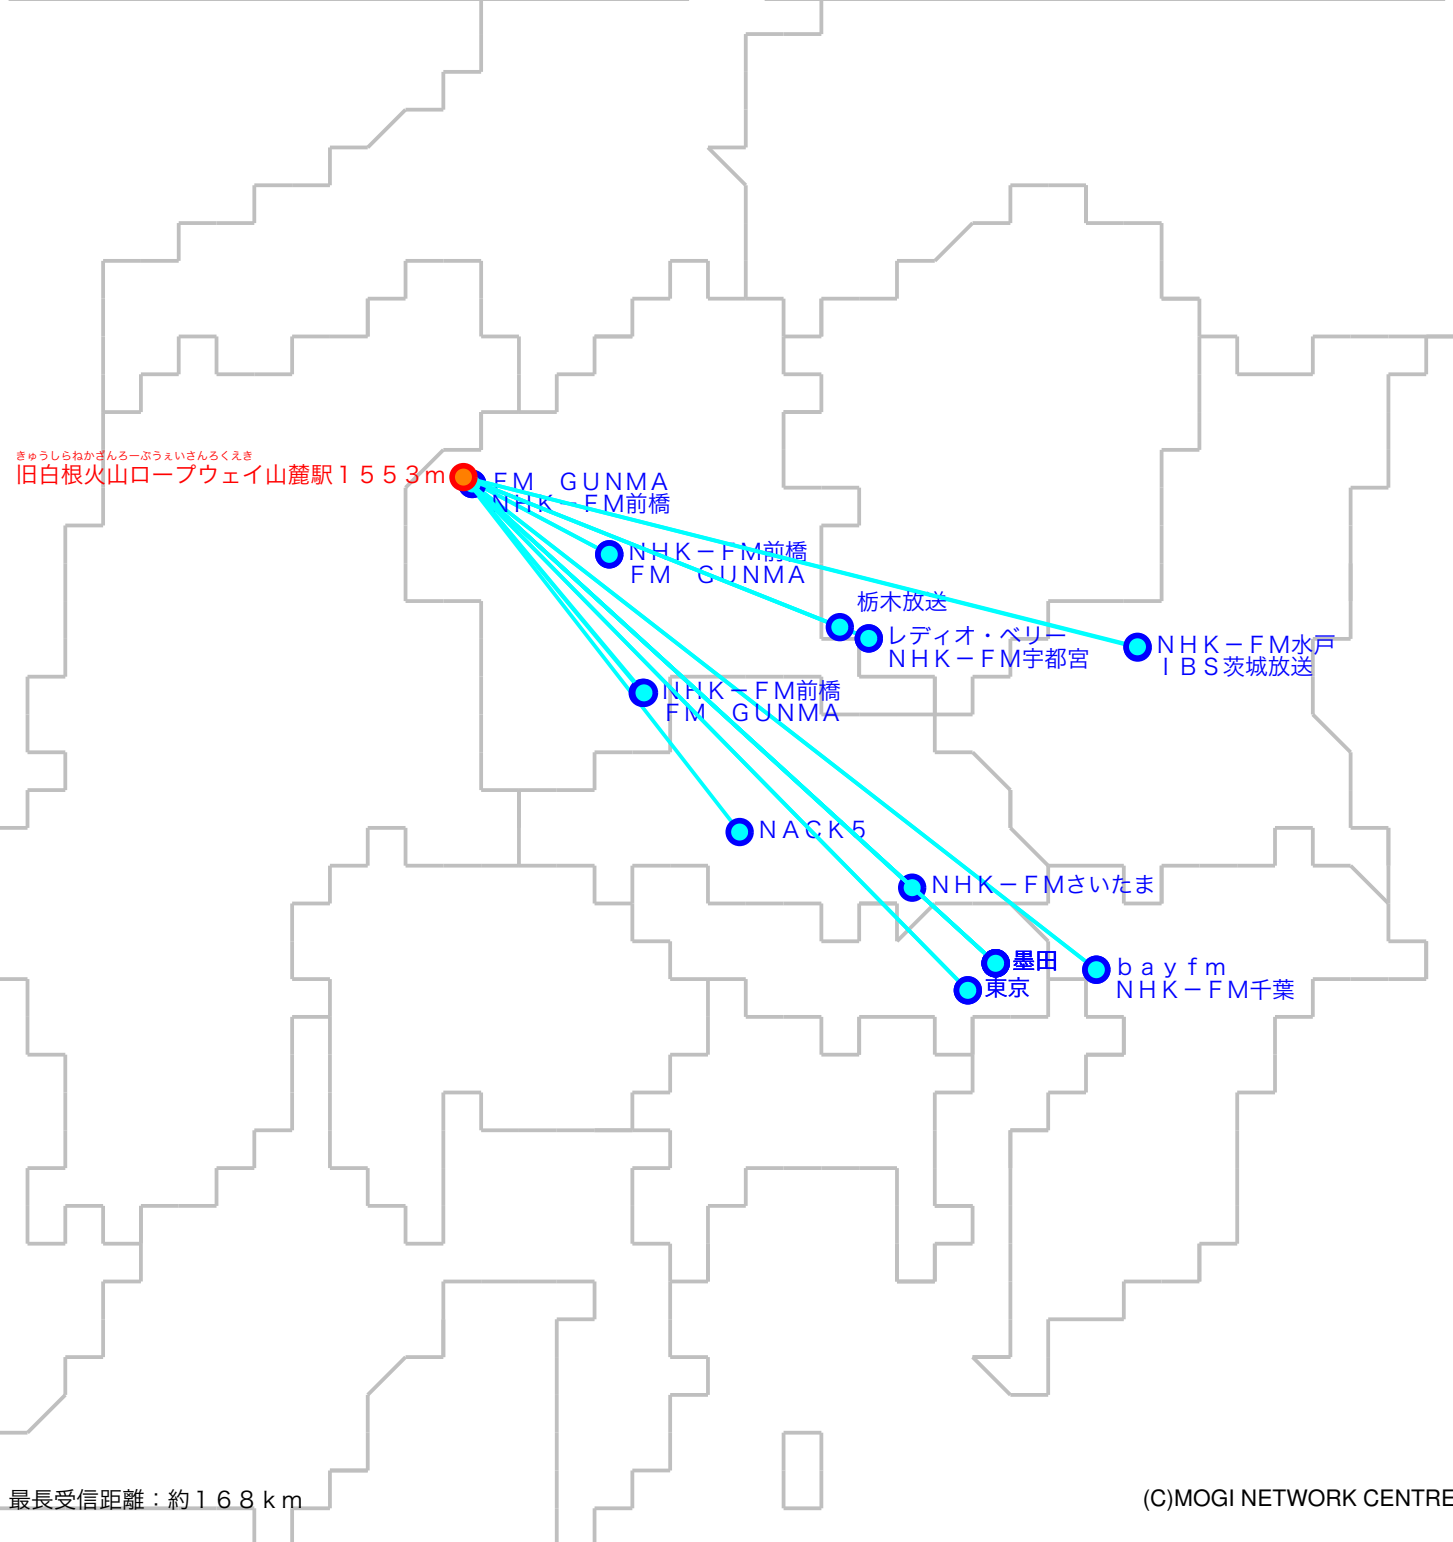 きゅうしらねかざんろーぷうぇいさんろくえき
旧白根火山ロープウェイ山麓駅１５５３ｍ
ＦＭ　ＧＵＮＭＡ
ＮＨＫ－ＦＭ前橋
ＮＨＫ－ＦＭ前橋
ＦＭ　ＧＵＮＭＡ
栃木放送
レディオ・ベリー
ＮＨＫ－ＦＭ宇都宮
ＮＨＫ－ＦＭ水戸
ＩＢＳ茨城放送
ＮＨＫ－ＦＭ前橋
ＦＭ　ＧＵＮＭＡ
ＮＡＣＫ５
ＮＨＫ－ＦＭさいたま
墨田
東京
ｂａｙｆｍ
ＮＨＫ－ＦＭ千葉
最長受信距離：約１６８ｋｍ
(C)MOGI NETWORK CENTRE